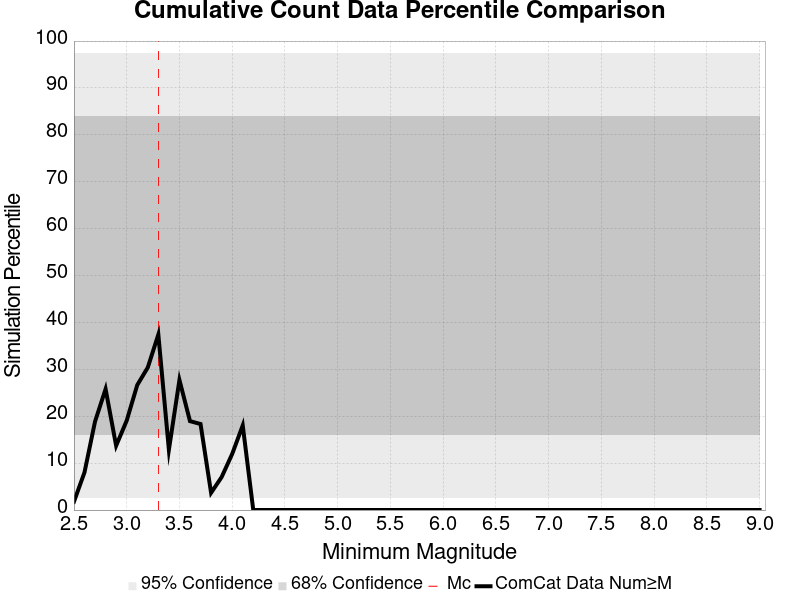 Cumulative Count Data Percentile Comparison
100
90
80
70
60
50
40
30
20
10
0
Simulation Percentile
2.5 3.0 3.5 4.0 4.5 5.0 5.5 6.0 6.5 7.0 7.5 8.0 8.5 9.0
Minimum Magnitude
95% Confidence 68% Confidence Mc ComCat Data Num≥M